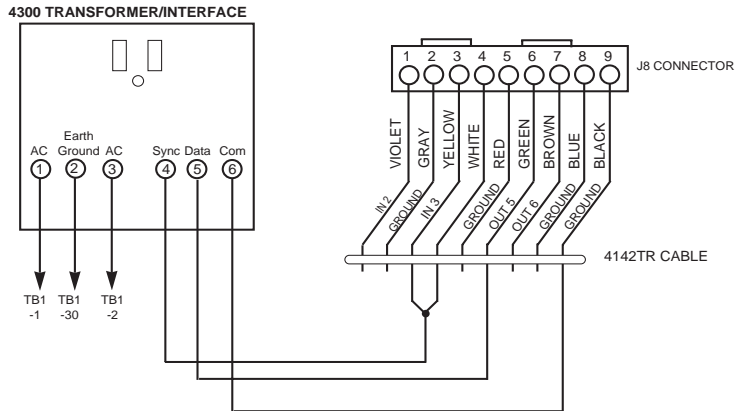 4300 TRANSFORMER/INTERFACE
Earth
AC Ground AC Sync Data Com
1 2 3 4 5 6
TB1 TB1 TB1
-1 -30 -2
1 2 3 4 5 6 7 8 9
J8 CONNECTOR
VIOLET
GRAY
YELLOW
WHITE
RED
GREEN
BROWN
BLUE
BLACK
IN 2
GROUND
IN 3
GROUND
OUT 5
OUT 6
GROUND
GROUND
4142TR CABLE